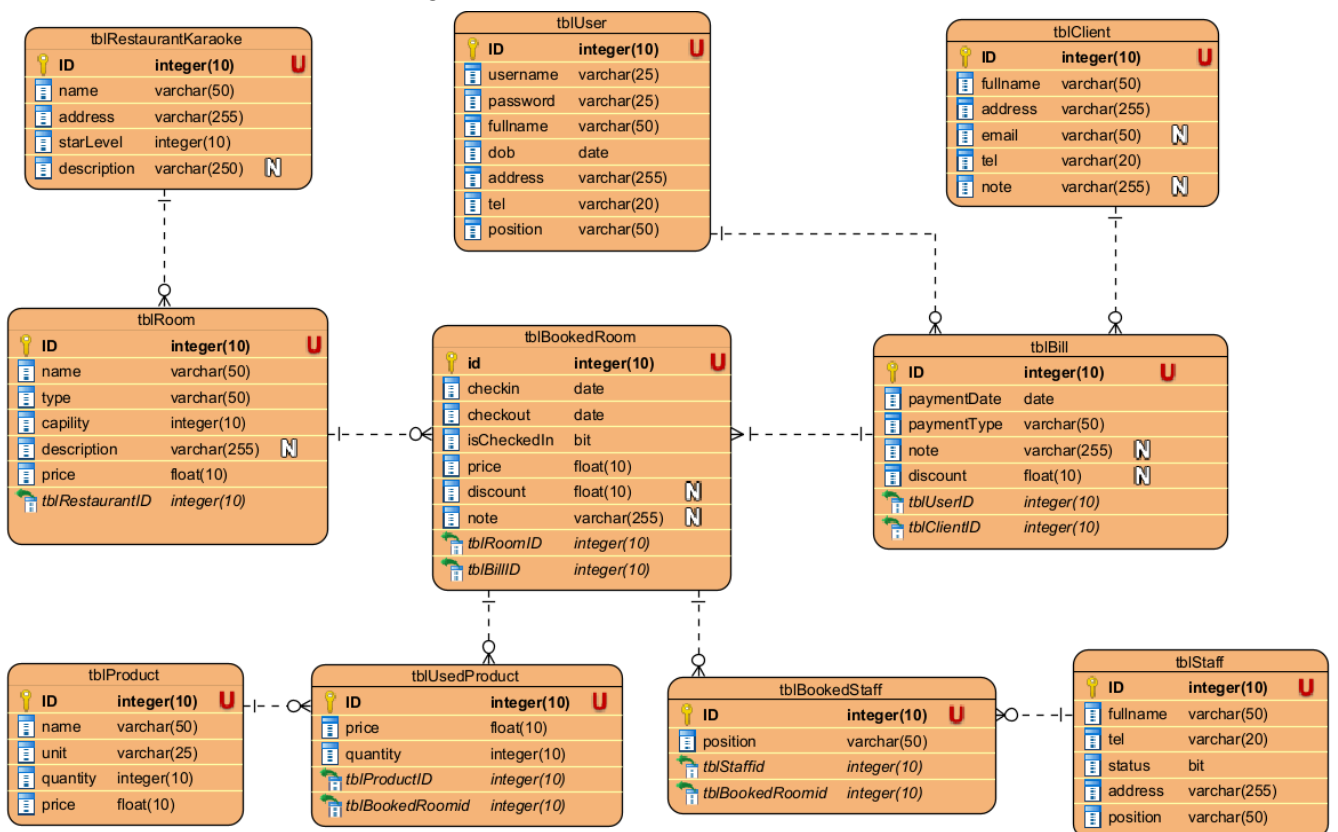 tblRestaurantKaraoke
ID integer(10) U
name varchar(50)
address varchar(255)
starLevel integer(10)
description varchar(250) N
tblUser
ID integer(10) U
username varchar(25)
password varchar(25)
fullname varchar(50)
dob date
address varchar(255)
tel varchar(20)
position varchar(50)
tblClient
ID integer(10) U
fullname varchar(50)
address varchar(255)
email varchar(50) N
tel varchar(20)
note varchar(255) N
tblRoom
ID integer(10) U
name varchar(50)
type varchar(50)
capility integer(10)
description varchar(255) N
price float(10)
tblRestaurantID integer(10)
tblBookedRoom
id integer(10) U
checkin date
checkout date
isCheckedIn bit
price float(10)
discount float(10) N
note varchar(255) N
tblRoomID integer(10)
tblBillID integer(10)
tblBill
ID integer(10) U
paymentDate date
paymentType varchar(50)
note varchar(255) N
discount float(10) N
tblUserID integer(10)
tblClientID integer(10)
tblProduct
ID integer(10) U
name varchar(50)
unit varchar(25)
quantity integer(10)
price float(10)
tblUsedProduct
ID integer(10) U
price float(10)
quantity integer(10)
tblProductID integer(10)
tblBookedRoomid integer(10)
tblBookedStaff
ID integer(10) U
position varchar(50)
tblStaffid integer(10)
tblBookedRoomid integer(10)
tblStaff
ID integer(10) U
fullname varchar(50)
tel varchar(20)
status bit
address varchar(255)
position varchar(50)